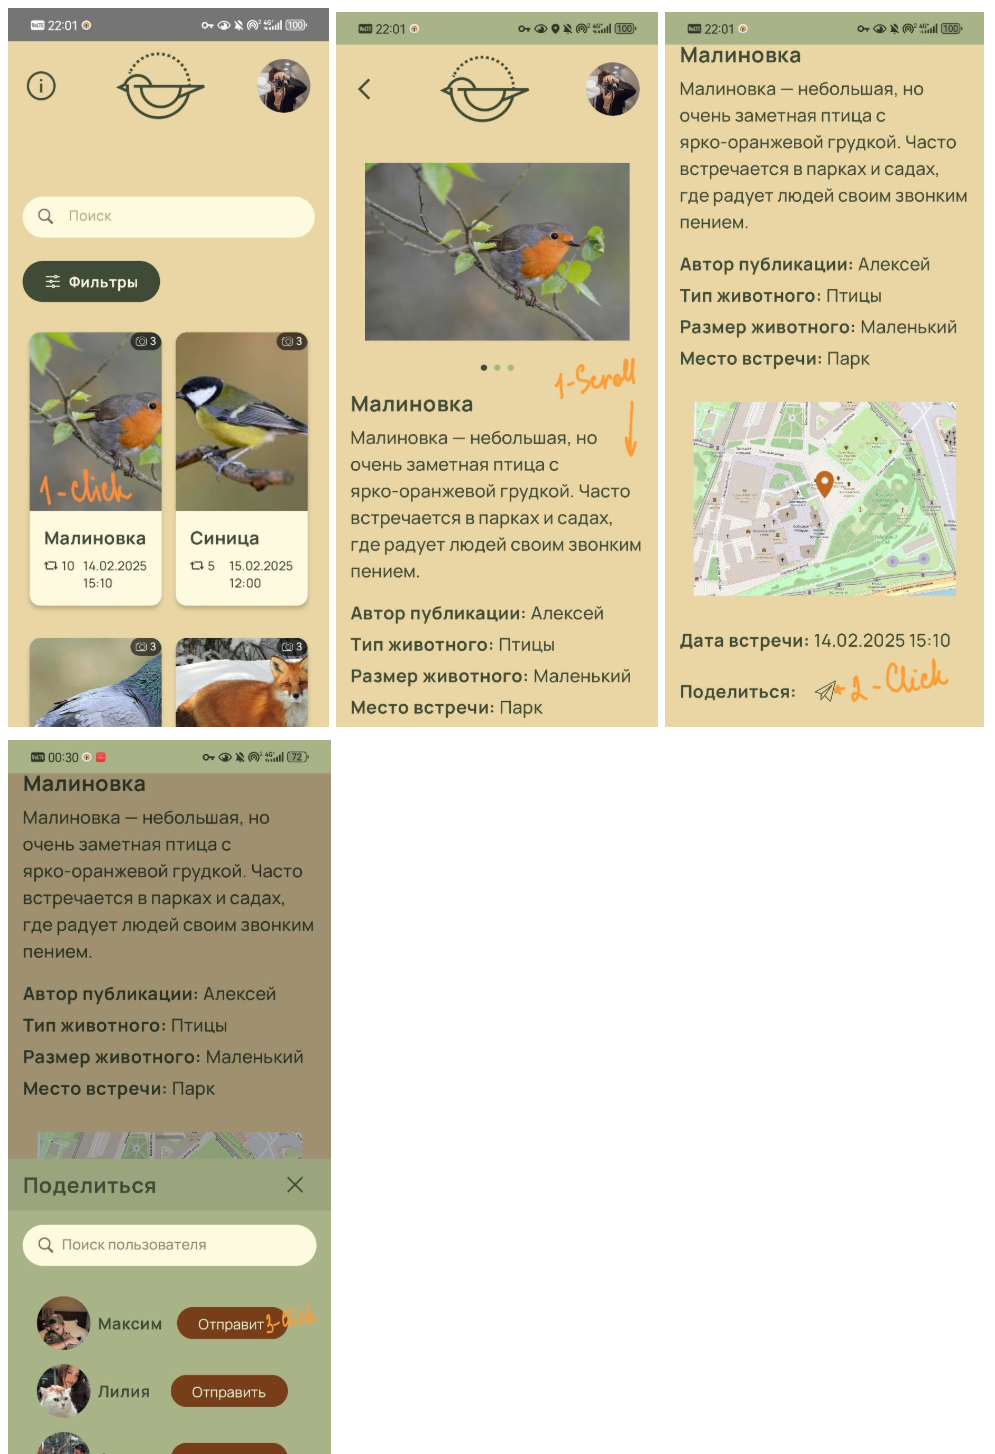 22:01
100
Поиск
Фильтры
3
3
1-Click
Малиновка
10 14.02.2025
15:10
Синица
5 15.02.2025
12:00
3
3
22:01
100
1-Scroll
Малиновка
Малиновка — небольшая, но
очень заметная птица с
ярко-оранжевой грудкой. Часто
встречается в парках и садах,
где радует людей своим звонким
пением.
Автор публикации: Алексей
Тип животного: Птицы
Размер животного: Маленький
Место встречи: Парк
22:01
100
Малиновка
Малиновка — небольшая, но
очень заметная птица с
ярко-оранжевой грудкой. Часто
встречается в парках и садах,
где радует людей своим звонким
пением.
Автор публикации: Алексей
Тип животного: Птицы
Размер животного: Маленький
Место встречи: Парк
Дата встречи: 14.02.2025 15:10
Поделиться:
2-Click
00:30
72
Малиновка
Малиновка — небольшая, но
очень заметная птица с
ярко-оранжевой грудкой. Часто
встречается в парках и садах,
где радует людей своим звонким
пением.
Автор публикации: Алексей
Тип животного: Птицы
Размер животного: Маленький
Место встречи: Парк
Поделиться
Поиск пользователя
Максим
Отправит
3-Click
Лилия
Отправить